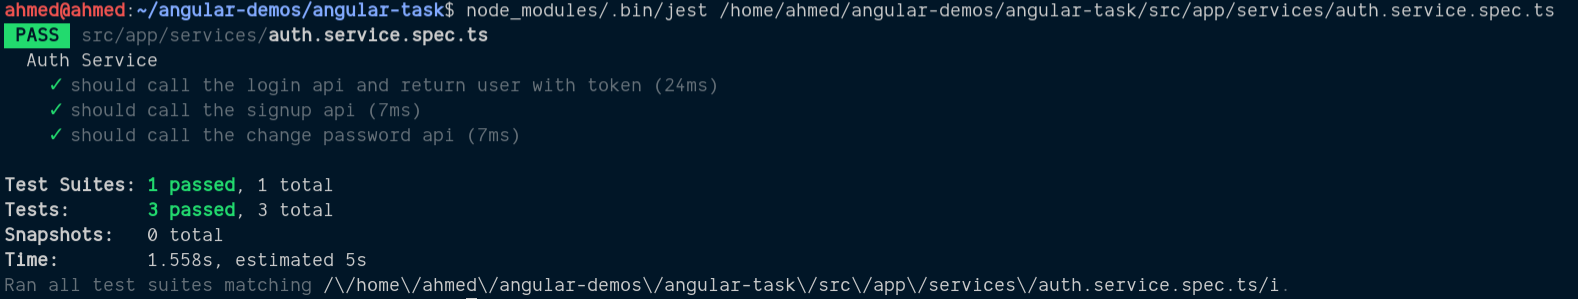 ahmed@ahmed:~/angular-demos/angular-task$ node_modules/.bin/jest /home/ahmed/angular-demos/angular-task/src/app/services/auth.service.spec.ts
PASS src/app/services/auth.service.spec.ts
Auth Service
✓ should call the login api and return user with token (24ms)
✓ should call the signup api (7ms)
✓ should call the change password api (7ms)
Test Suites: 1 passed, 1 total
Tests: 3 passed, 3 total
Snapshots: 0 total
Time: 1.558s, estimated 5s
Ran all test suites matching /\/home\/ahmed\/angular-demos\/angular-task\/src\/app\/services\/auth.service.spec.ts/i.